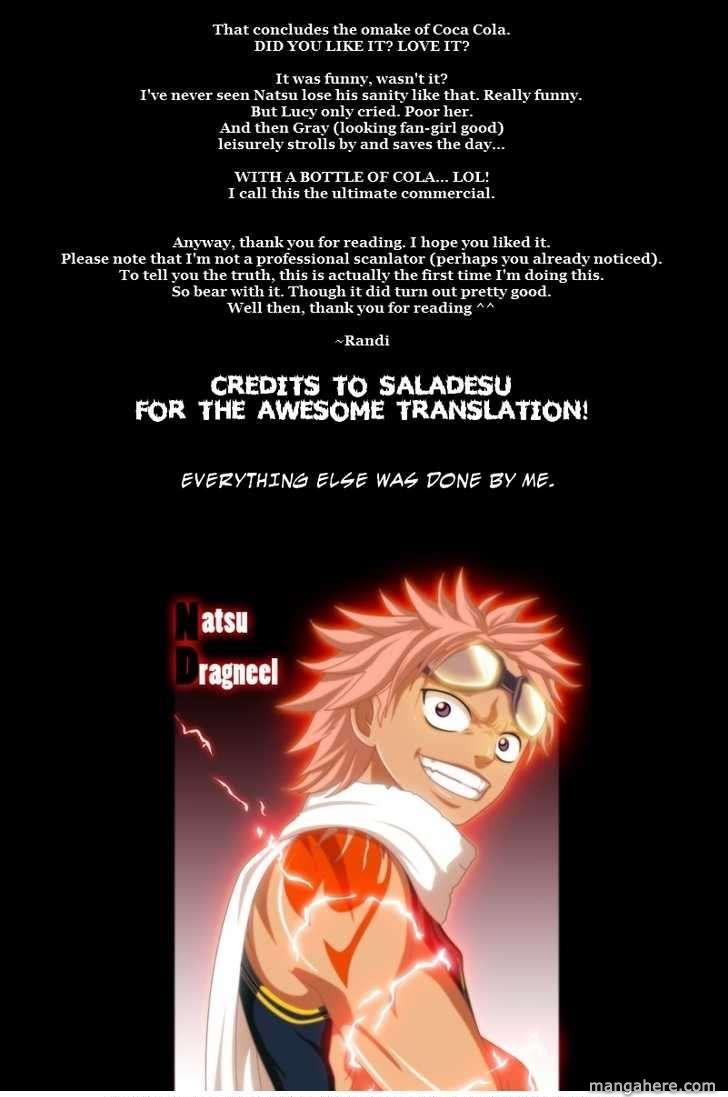 That concludes the omake of Coca Cola.
DID YOU LIKE IT? LOVE IT?
It was funny, wasn't it?
I've never seen Natsu lose his sanity like that. Really funny.
But Lucy only cried. Poor her.
And then Gray (looking fan-girl good)
leisurely strolls by and saves the day...
WITH A BOTTLE OF COLA... LOL!
I call this the ultimate commercial.
Anyway, thank you for reading. I hope you liked it.
Please note that I'm not a professional scanlator (perhaps you already noticed).
To tell you the truth, this is actually the first time I'm doing this.
So bear with it. Though it did turn out pretty good.
Well then, thank you for reading ^^
~Randi
CREDITS TO SALADESU
FOR THE AWESOME TRANSLATION!
EVERYTHING ELSE WAS DONE BY ME.
Natsu
Dragneel
mangahere.com